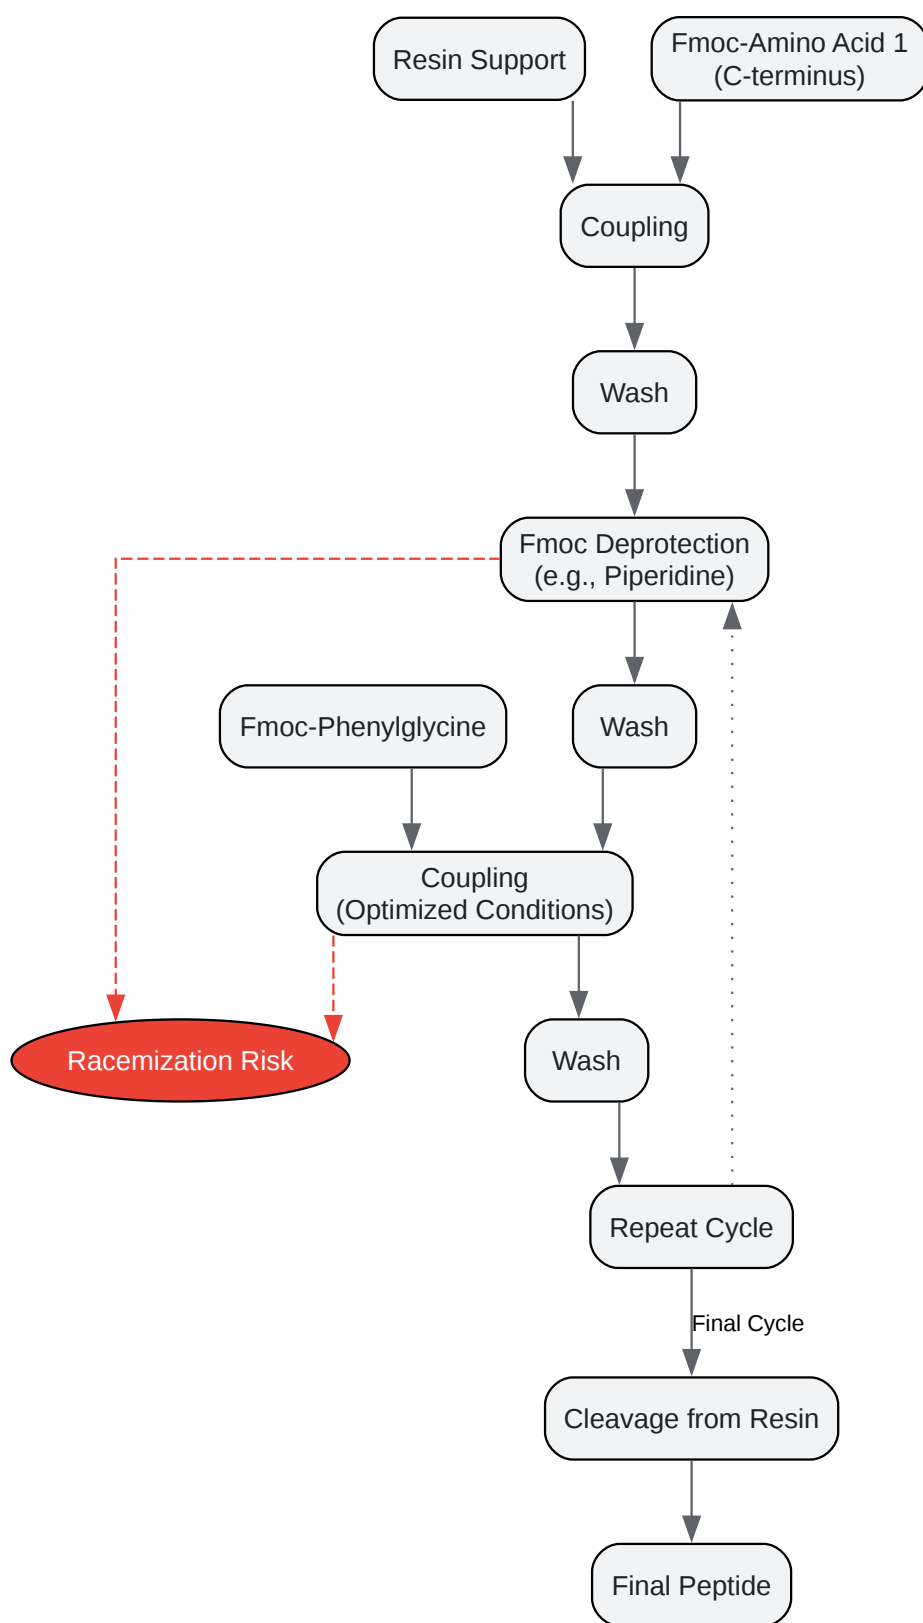 Resin Support
Fmoc-Amino Acid 1
(C-terminus)
Coupling
Wash
Fmoc Deprotection
(e.g., Piperidine)
Fmoc-Phenylglycine
Wash
Coupling
(Optimized Conditions)
Racemization Risk
Wash
Repeat Cycle
Final Cycle
Cleavage from Resin
Final Peptide